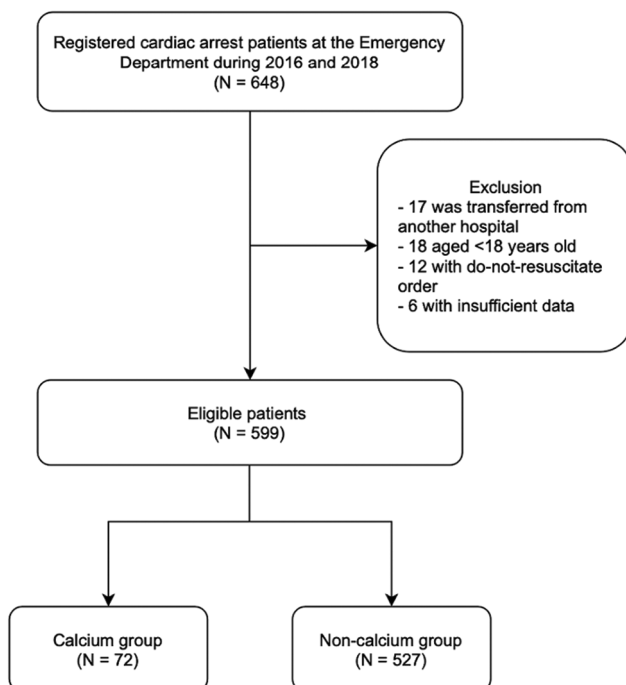 Registered cardiac arrest patients at the Emergency
Department during 2016 and 2018
(N = 648)
Exclusion
- 17 was transferred from
another hospital
- 18 aged <18 years old
- 12 with do-not-resuscitate
order
- 6 with insufficient data
Eligible patients
(N = 599)
Calcium group
(N = 72)
Non-calcium group
(N = 527)